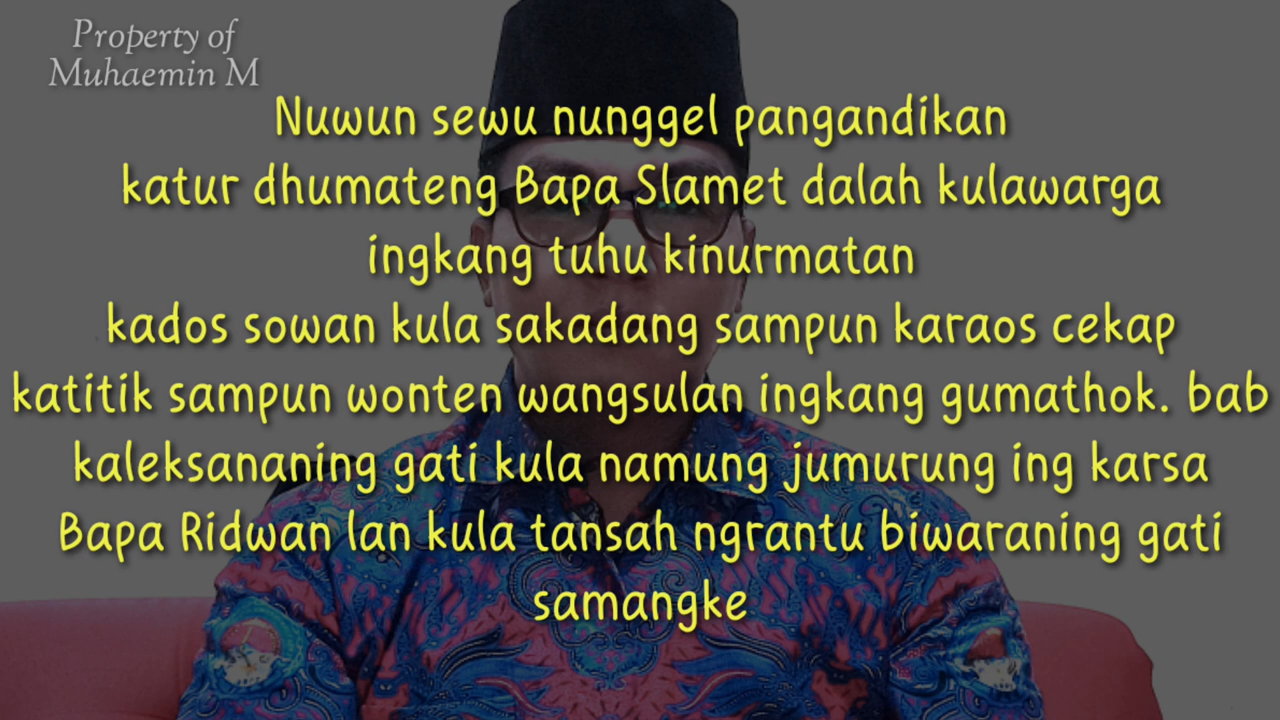 Property of
Muhaemin M
Nuwun sewu nunggel pangandikan
katur dhumateng Bapa Slamet dalah kulawarga
ingkang tuhu kinurmatan
kados sowan kula sakadang sampun karaos cekap
katitik sampun wonten wangsulan ingkang gumathok. bab
kaleksananing gati kula namung jumurung ing karsa
Bapa Ridwan lan kula tansah ngrantu biwaraning gati
samangke